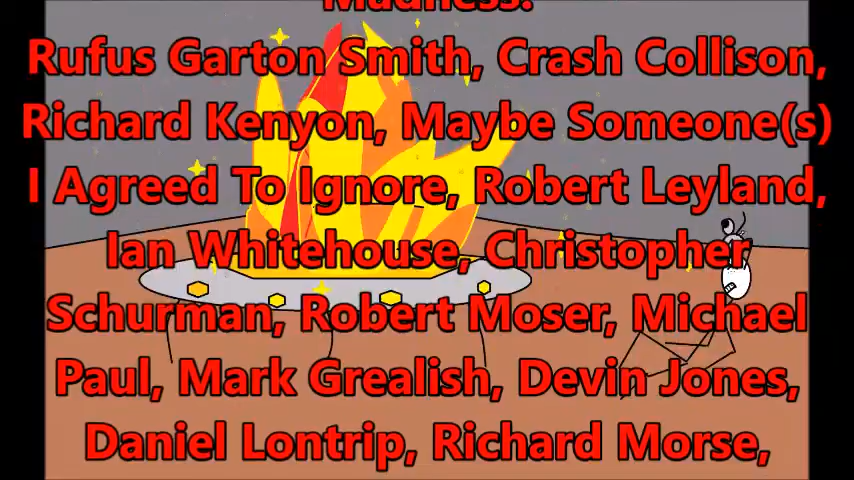 Madness.
Rufus Garton Smith, Crash Collison,
Richard Kenyon, Maybe Someone(s)
I Agreed To Ignore, Robert Leyland,
Ian Whitehouse, Christopher
Schurman, Robert Moser, Michael
Paul, Mark Grealish, Devin Jones,
Daniel Lontrip, Richard Morse,